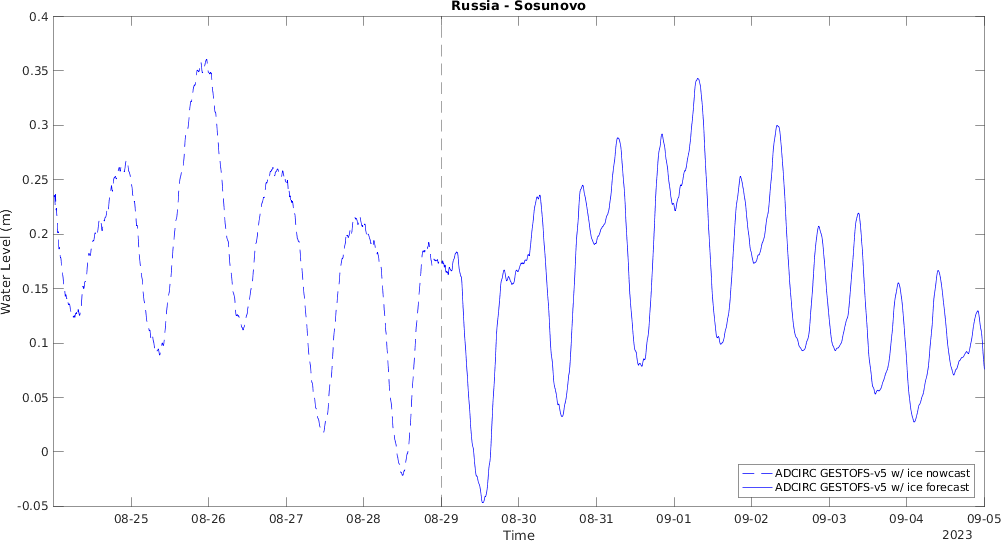 Russia - Sosunovo
0.4
0.35
0.3
0.25
0.2
0.15
0.1
0.05
0
-0.05
Water Level (m)
ADCIRC GESTOFS-v5 w/ ice nowcast
ADCIRC GESTOFS-v5 w/ ice forecast
08-25 08-26 08-27 08-28 08-29 08-30 08-31 09-01 09-02 09-03 09-04 09-05
Time
2023